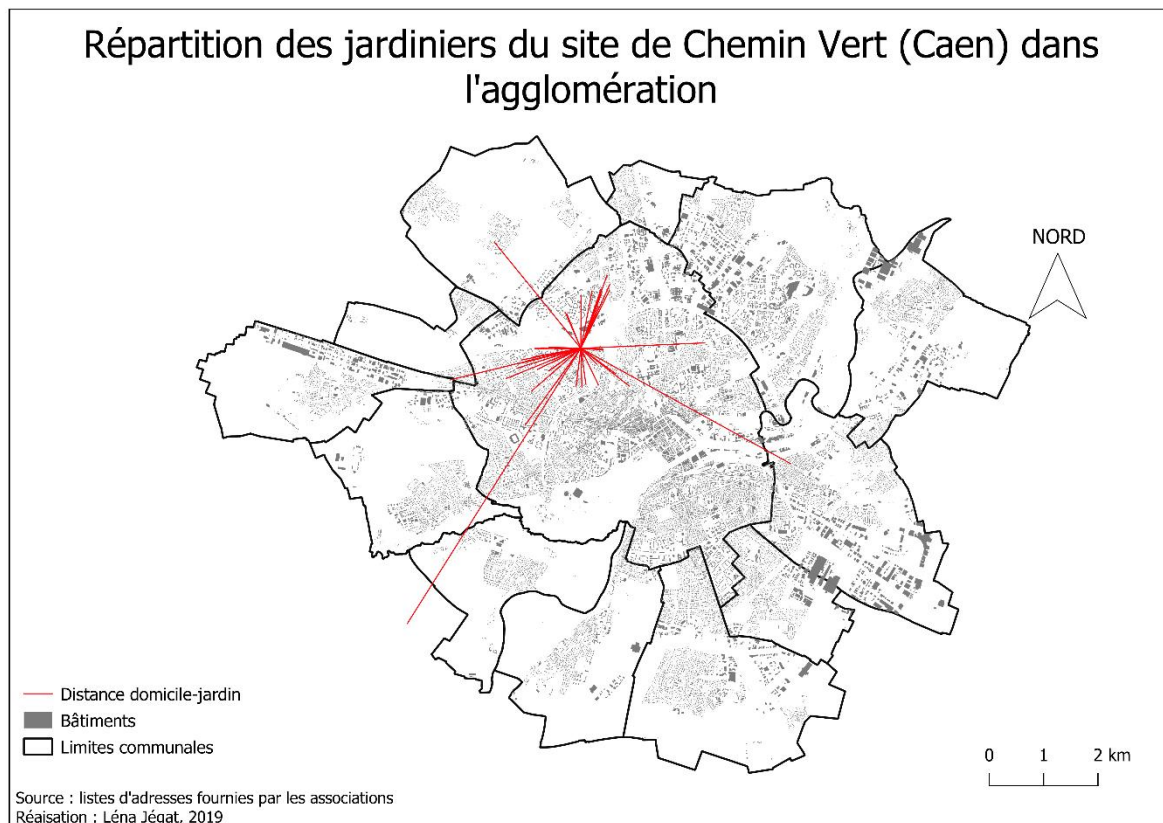 Répartition des jardiniers du site de Chemin Vert (Caen) dans
l'agglomération
NORD
Distance domicile-jardin
Bâtiments
Limites communales
0 1 2 km
Source : listes d'adresses fournies par les associations
Réaisation : Léna Jégat, 2019